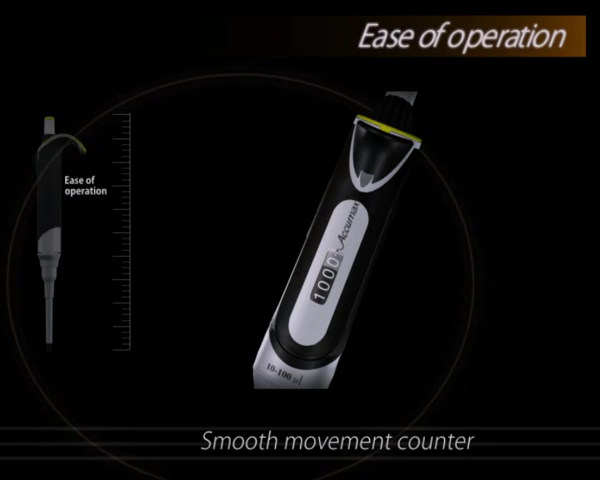 Ease of operation
Ease of
operation
Accumax
1000
10-100 µl
Smooth movement counter